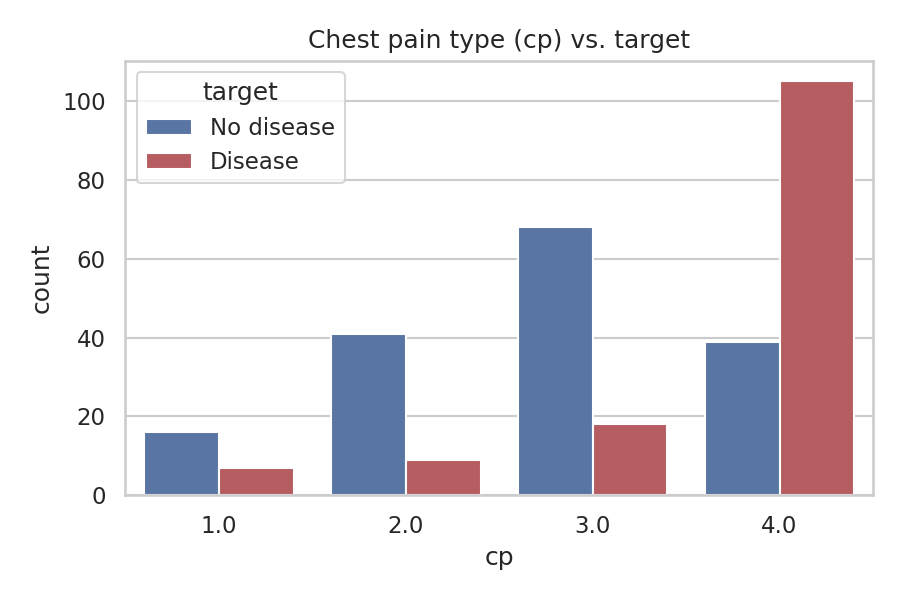 Chest pain type (cp) vs. target
target
No disease
Disease
count
100
80
60
40
20
0
1.0 2.0 3.0 4.0
cp